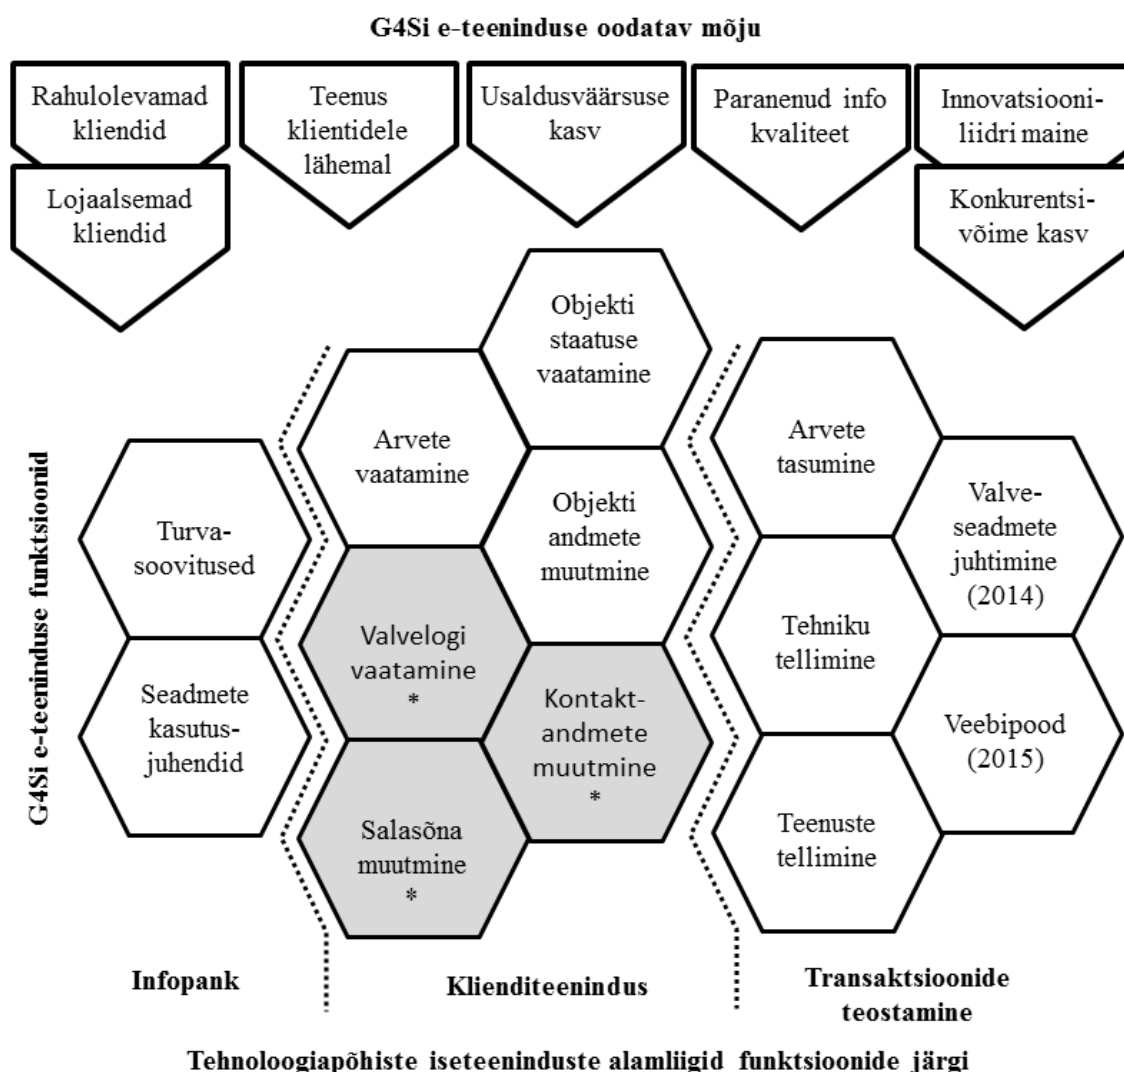 G4Si e-teeninduse oodatav mõju
Rahulolevamad
kliendid
Lojaalsemad
kliendid
Teenus
klientidele
lähemal
Usaldusväärsuse
kasv
Paranenud info
kvaliteet
Innovatsiooni-
liidri maine
Konkurentsi-
võime kasv
G4Si e-teeninduse funktsioonid
Turva-
soovitused
Seadmete
kasutus-
juhendid
Arvete
vaatamine
Valvelogi
vaatamine
*
Salasõna
muutmine
*
Objekti
staatuse
vaatamine
Objekti
andmete
muutmine
Kontakt-
andmete
muutmine
*
Arvete
tasumine
Tehniku
tellimine
Teenuste
tellimine
Valve-
seadmete
juhtimine
(2014)
Veebipood
(2015)
Infopank
Klienditeenindus
Transaktsioonide
teostamine
Tehnoloogiapõhiste iseteeninduste alamliigid funktsioonide järgi